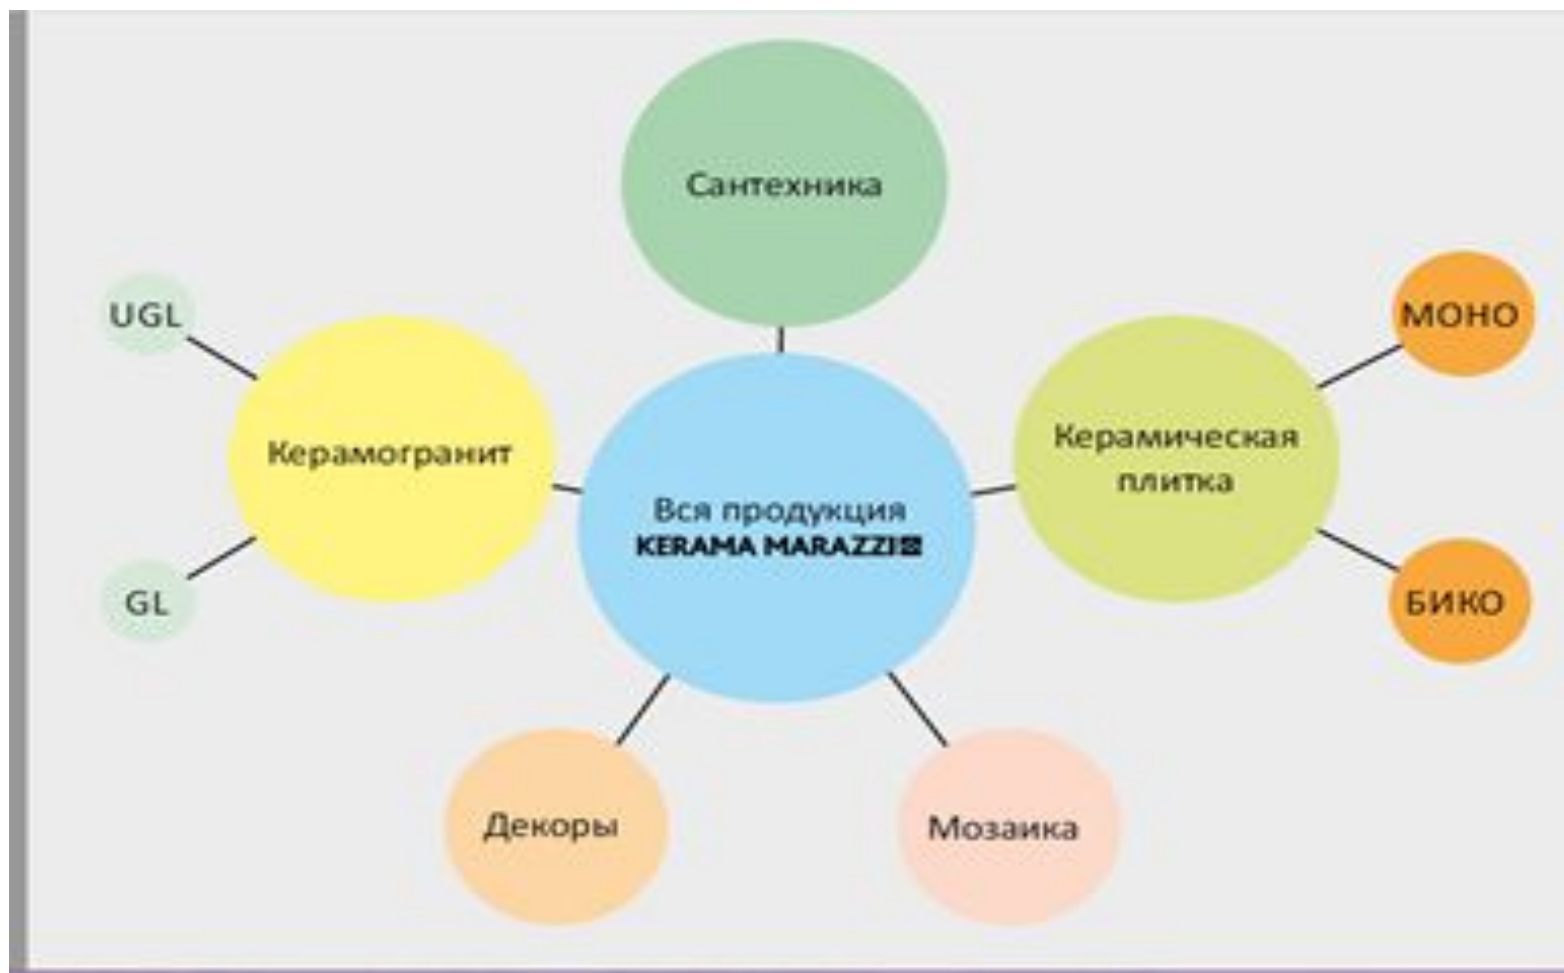 Сантехника
UGL
МОНО
Керамогранит
Керамическая
плитка
Вся продукция
KERAMA MARAZZI
GL
БИКО
Декоры
Мозаика